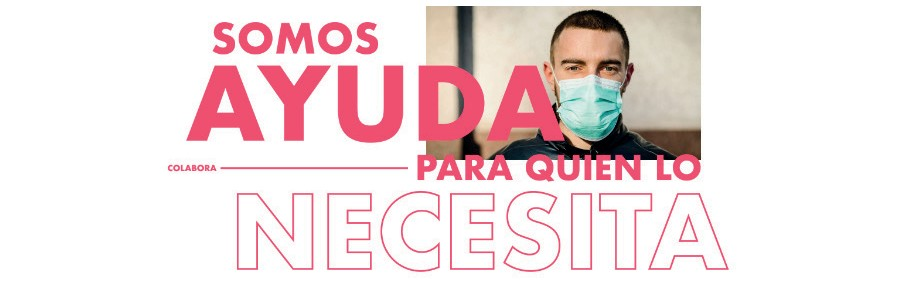 SOMOS
AYUDA
COLABORA
PARA QUIEN LO
NECESITA